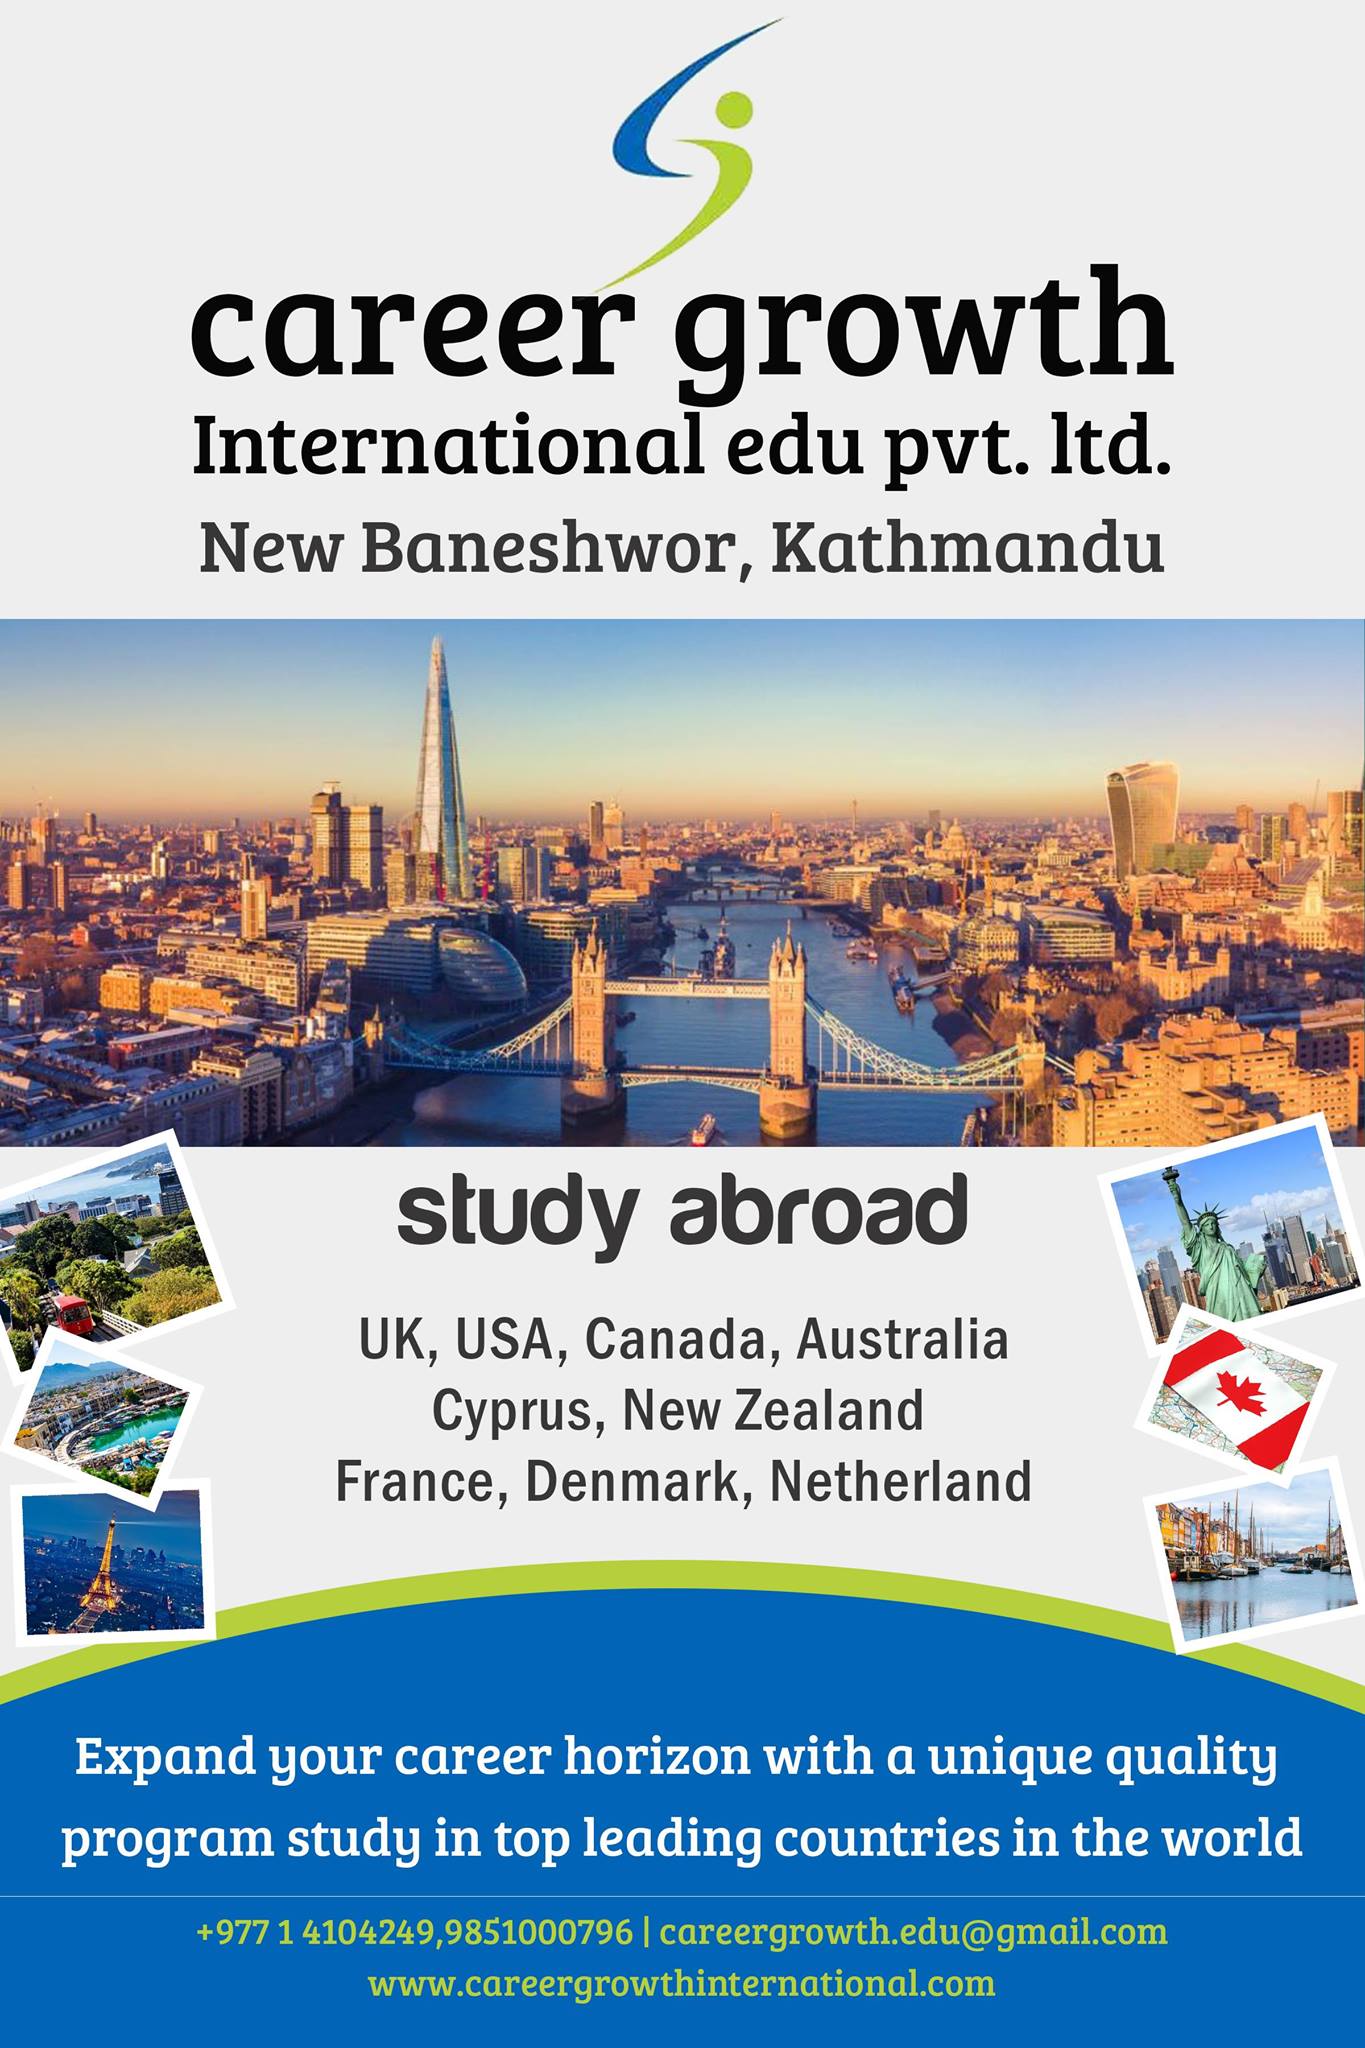 career growth
International edu pvt. ltd.
New Baneshwor, Kathmandu
study abroad
UK, USA, Canada, Australia
Cyprus, New Zealand
France, Denmark, Netherland
Expand your career horizon with a unique quality
program study in top leading countries in the world
+977 1 4104249,9851000796 | careergrowth.edu@gmail.com
www.careergrowthinternational.com